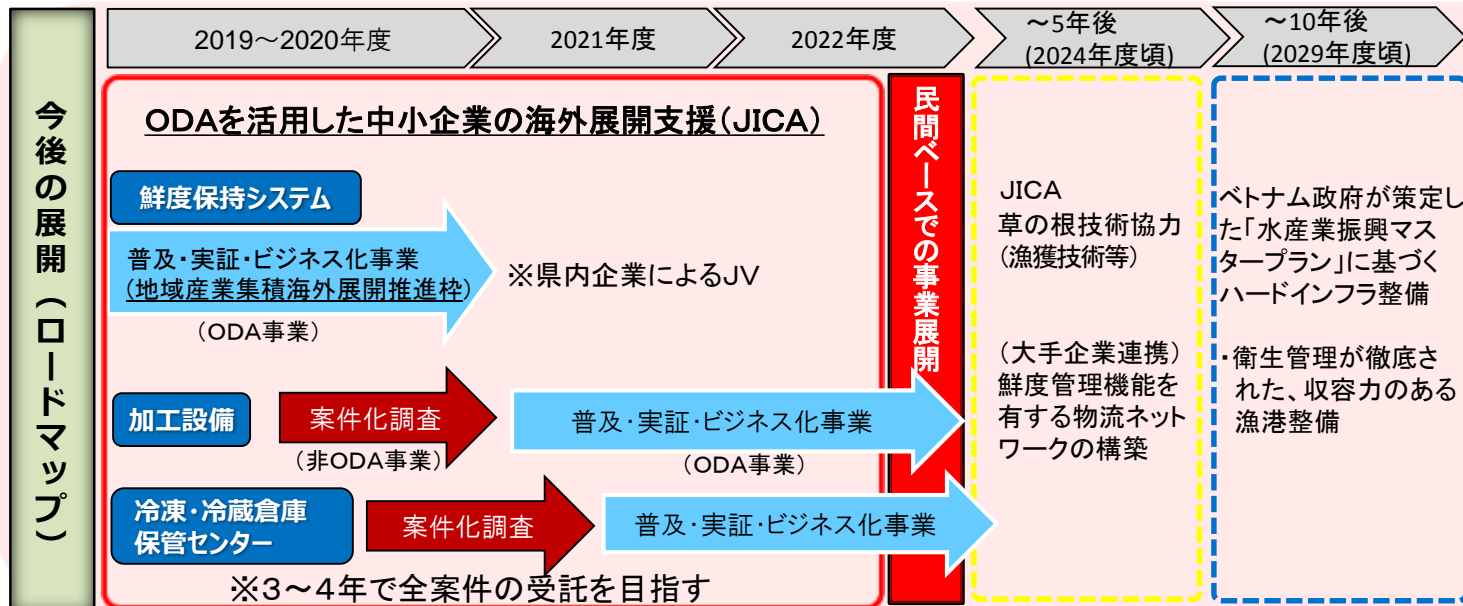 今後の展開（ロードマップ）
2019～2020年度
2021年度
2022年度
～5年後
(2024年度頃)
～10年後
(2029年度頃)
ODAを活用した中小企業の海外展開支援(JICA)
鮮度保持システム
普及・実証・ビジネス化事業
(地域産業集積海外展開推進枠)
(ODA事業)
※県内企業によるJV
加工設備
案件化調査
(非ODA事業)
普及・実証・ビジネス化事業
(ODA事業)
冷凍・冷蔵倉庫
保管センター
案件化調査
普及・実証・ビジネス化事業
※3～4年で全案件の受託を目指す
民間ベースでの事業展開
JICA
草の根技術協力
(漁獲技術等)
(大手企業連携)
鮮度管理機能を
有する物流ネット
ワークの構築
ベトナム政府が策定し
た「水産業振興マス
タープラン」に基づく
ハードインフラ整備
・衛生管理が徹底さ
れた、収容力のある
漁港整備